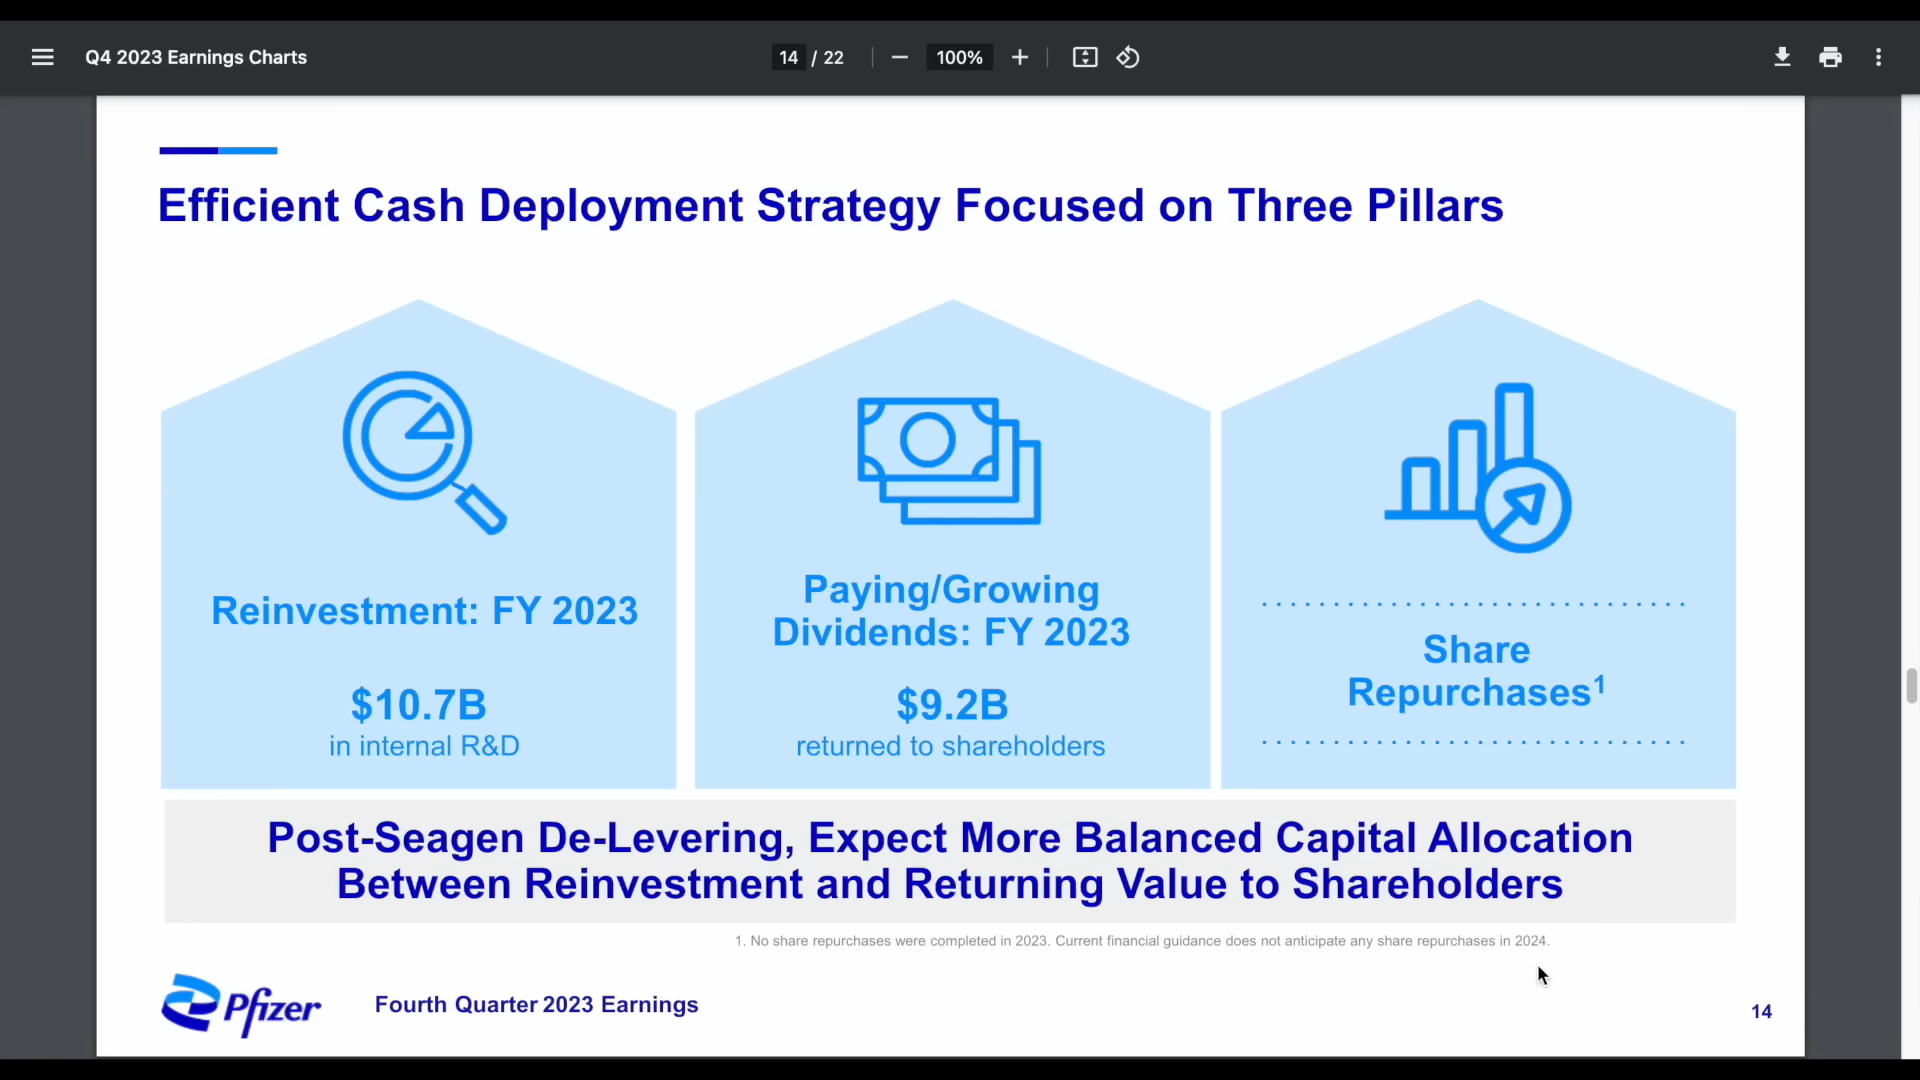 Q4 2023 Earnings Charts
14 / 22
100%
Efficient Cash Deployment Strategy Focused on Three Pillars
Reinvestment: FY 2023
$10.7B
in internal R&D
Paying/Growing
Dividends: FY 2023
$9.2B
returned to shareholders
Share
Repurchases¹
Post-Seagen De-Levering, Expect More Balanced Capital Allocation
Between Reinvestment and Returning Value to Shareholders
1. No share repurchases were completed in 2023. Current financial guidance does not anticipate any share repurchases in 2024.
Pfizer
Fourth Quarter 2023 Earnings
14